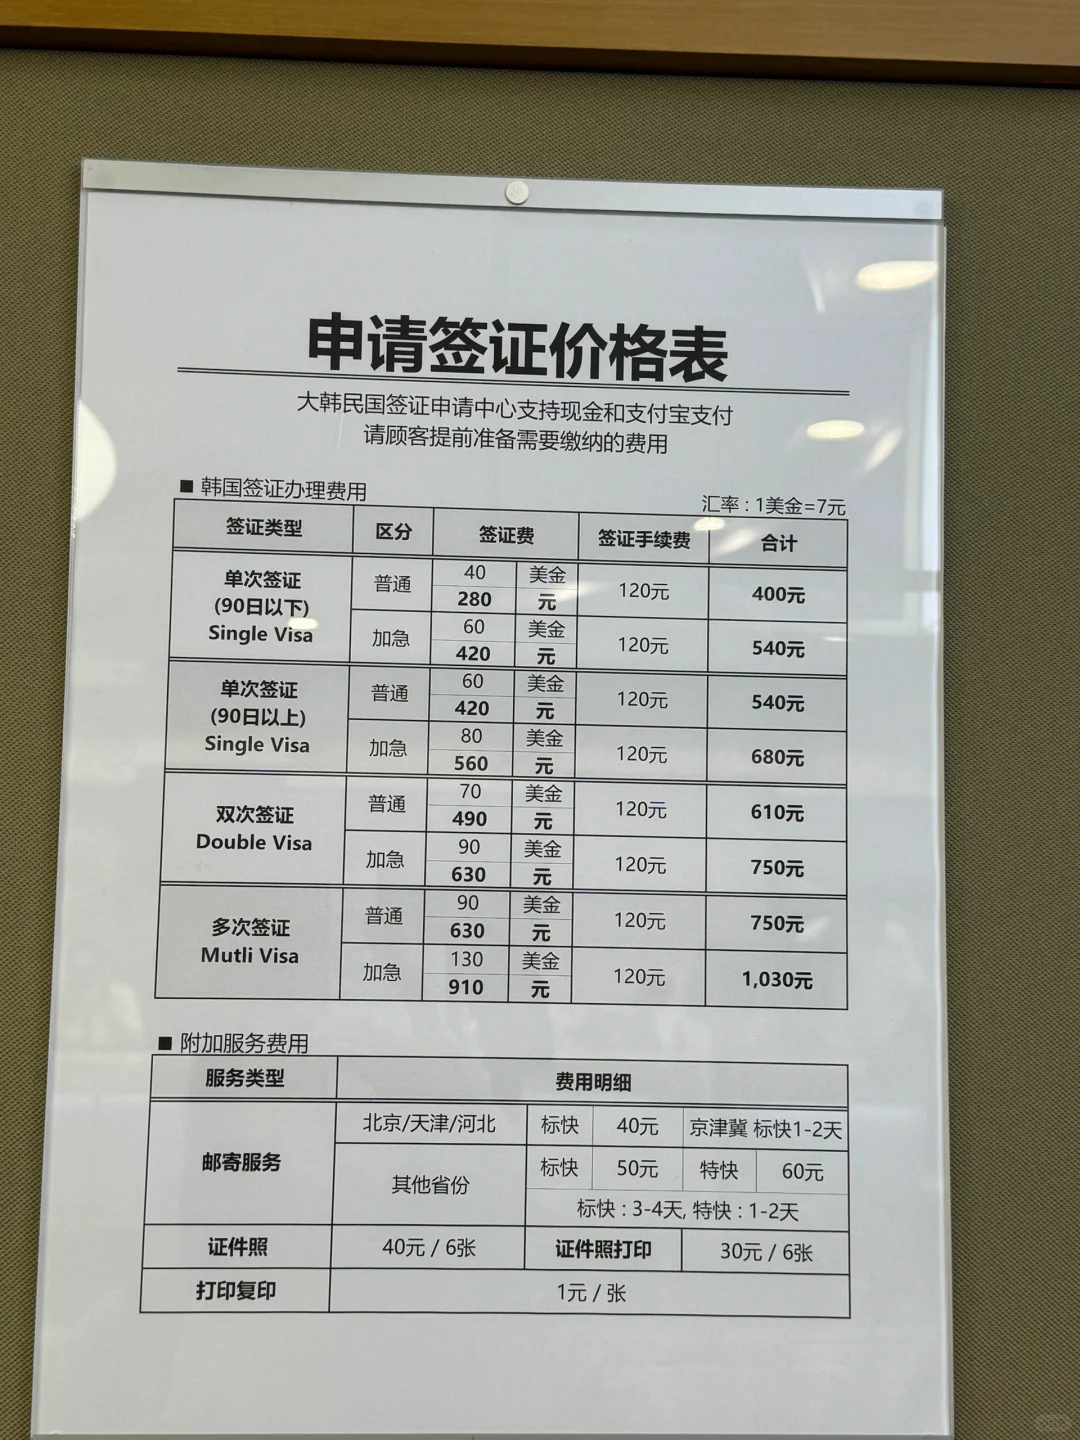 申请签证价格表
大韩民国签证申请中心支持现金和支付宝支付
请顾客提前准备需要缴纳的费用
■ 韩国签证办理费用
汇率 : 1美金=7元
签证类型 区分 签证费 签证手续费 合计
单次签证
(90日以下)
Single Visa
普通 40 美金 120元 400元
280 元
加急 60 美金 120元 540元
420 元
单次签证
(90日以上)
Single Visa
普通 60 美金 120元 540元
420 元
加急 80 美金 120元 680元
560 元
双次签证
Double Visa
普通 70 美金 120元 610元
490 元
加急 90 美金 120元 750元
630 元
多次签证
Mutli Visa
普通 90 美金 120元 750元
630 元
加急 130 美金 120元 1,030元
910 元
■ 附加服务费用
服务类型 费用明细
邮寄服务
北京/天津/河北 标快 40元 京津冀 标快1-2天
其他省份 标快 50元 特快 60元
标快 : 3-4天, 特快 : 1-2天
证件照 40元 / 6张 证件照打印 30元 / 6张
打印复印 1元 / 张